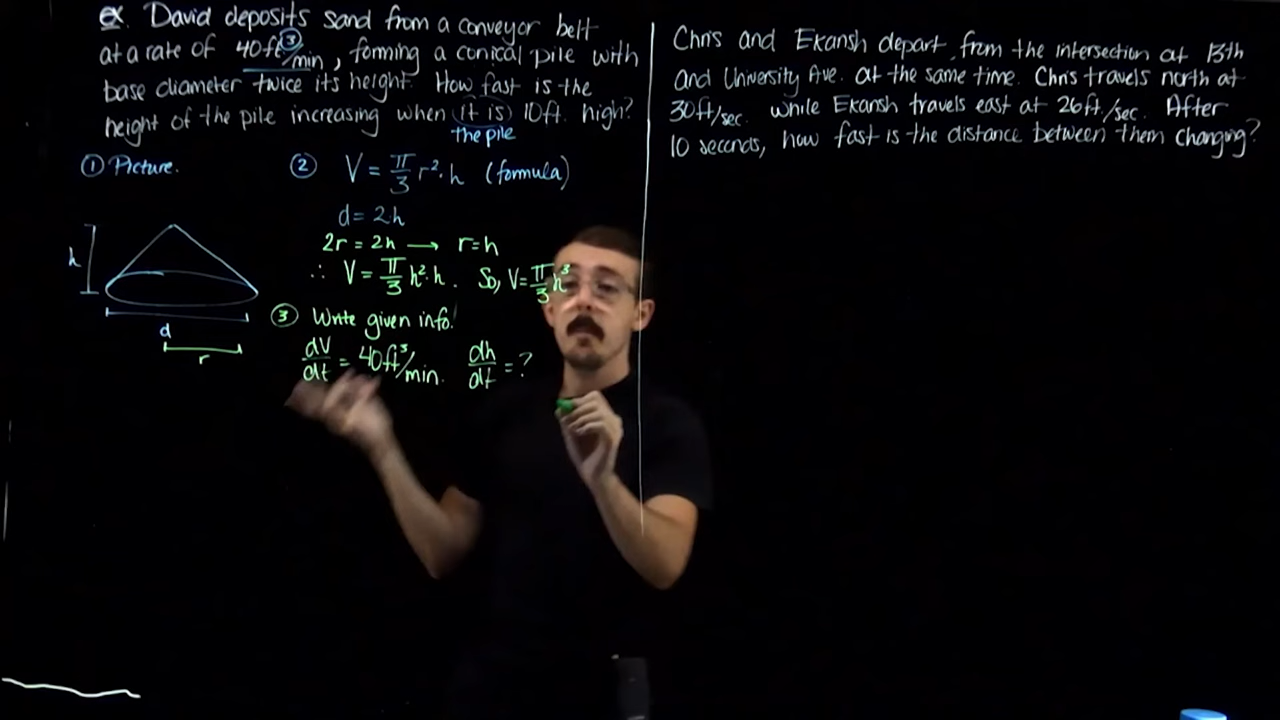 ex. David deposits sand from a conveyor belt
at a rate of 40ft³/min, forming a conical pile with
base diameter twice its height. How fast is the
height of the pile increasing when it is 10ft. high?
the pile
① Picture.
h
d
r
② V = π/3 r²·h (formula)
d = 2·h
2r = 2h → r=h
∴ V = π/3 h²·h. So, V = π/3 h³
③ Write given info!
dV/dt = 40ft³/min. dh/dt = ?
Chris and Ekansh depart from the intersection at 13th
and University Ave. at the same time. Chris travels north at
30ft/sec. while Ekansh travels east at 26ft./sec. After
10 seconds, how fast is the distance between them changing?